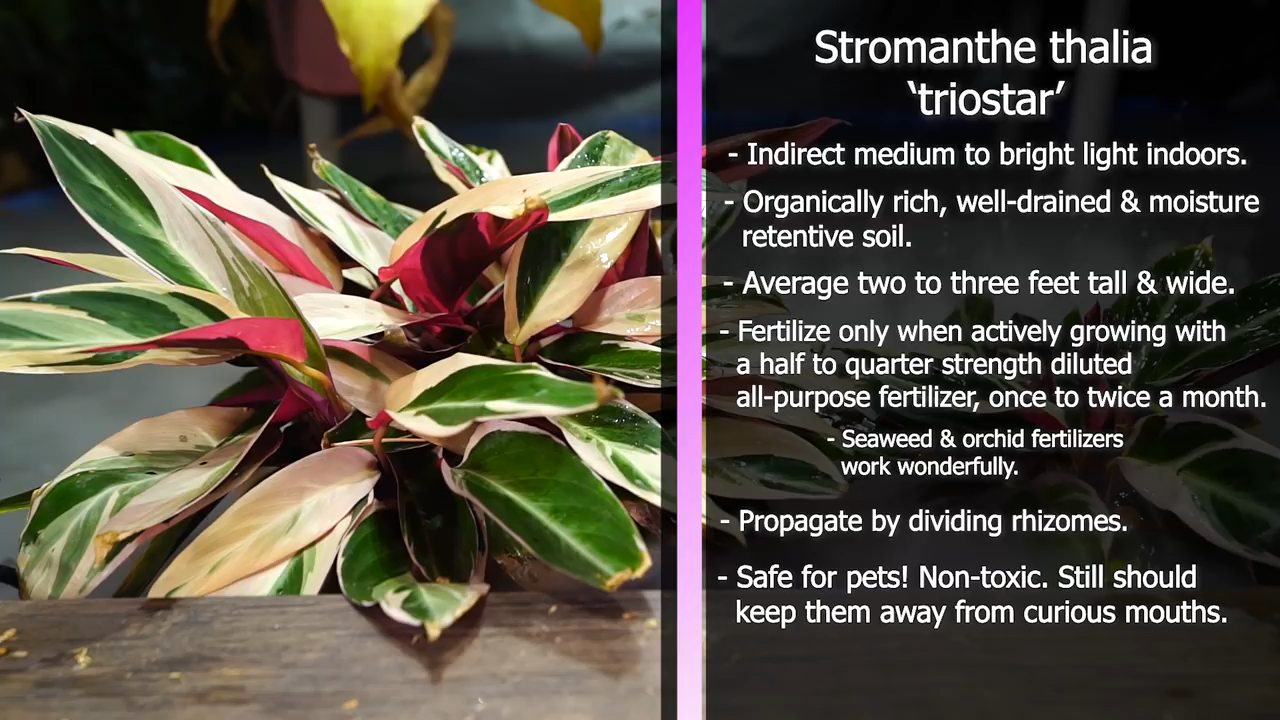 Stromanthe thalia
‘triostar’
- Indirect medium to bright light indoors.
- Organically rich, well-drained & moisture
retentive soil.
- Average two to three feet tall & wide.
- Fertilize only when actively growing with
a half to quarter strength diluted
all-purpose fertilizer, once to twice a month.
- Seaweed & orchid fertilizers
work wonderfully.
- Propagate by dividing rhizomes.
- Safe for pets! Non-toxic. Still should
keep them away from curious mouths.